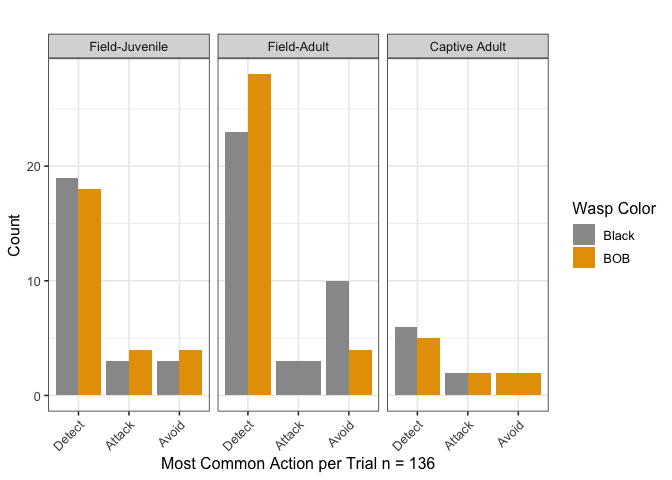 Field-Juvenile
Field-Adult
Captive Adult
Count
20
10
0
Detect
Attack
Avoid
Detect
Attack
Avoid
Detect
Attack
Avoid
Most Common Action per Trial n = 136
Wasp Color
Black
BOB